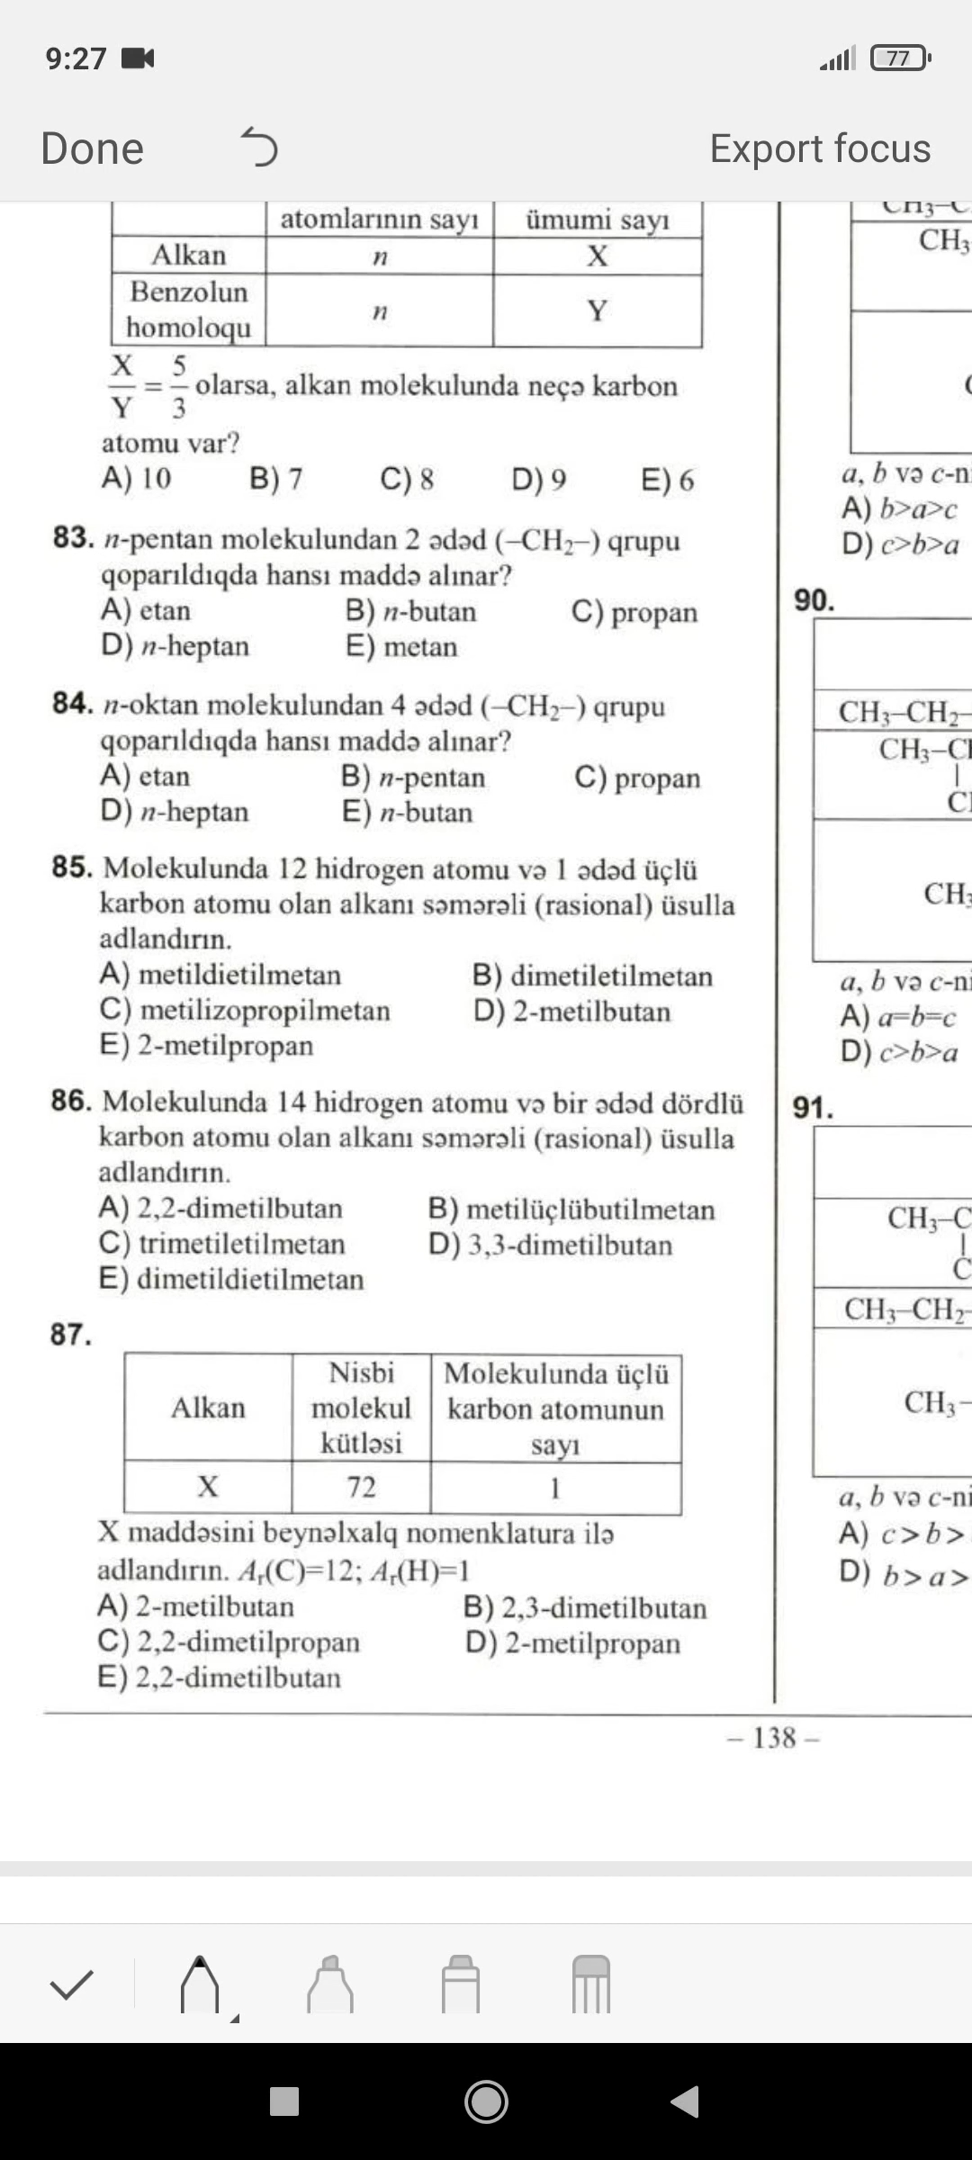 9:27
77
Done
Export focus
atomlarının sayı
ümumi sayı
Alkan
n
X
Benzolun
homoloqu
n
Y
X/Y = 5/3 olarsa, alkan molekulunda neçə karbon
atomu var?
A) 10 B) 7 C) 8 D) 9 E) 6
83. n-pentan molekulundan 2 ədəd (–CH₂–) qrupu
qoparıldıqda hansı maddə alınar?
A) etan B) n-butan C) propan
D) n-heptan E) metan
84. n-oktan molekulundan 4 ədəd (–CH₂–) qrupu
qoparıldıqda hansı maddə alınar?
A) etan B) n-pentan C) propan
D) n-heptan E) n-butan
85. Molekulunda 12 hidrogen atomu və 1 ədəd üçlü
karbon atomu olan alkanı səmərəli (rasional) üsulla
adlandırın.
A) metildietilmetan B) dimetiletilmetan
C) metilizopropilmetan D) 2-metilbutan
E) 2-metilpropan
86. Molekulunda 14 hidrogen atomu və bir ədəd dördlü
karbon atomu olan alkanı səmərəli (rasional) üsulla
adlandırın.
A) 2,2-dimetilbutan B) metilüçlübutilmetan
C) trimetiletilmetan D) 3,3-dimetilbutan
E) dimetildietilmetan
87.
Alkan
Nisbi
molekul
kütləsi
Molekulunda üçlü
karbon atomunun
sayı
X
72
1
X maddəsini beynəlxalq nomenklatura ilə
adlandırın. Aᵣ(C)=12; Aᵣ(H)=1
A) 2-metilbutan B) 2,3-dimetilbutan
C) 2,2-dimetilpropan D) 2-metilpropan
E) 2,2-dimetilbutan
CH₃–C
CH₃
a, b və c-ni
A) b>a>c
D) c>b>a
90.
CH₃–CH₂–
CH₃–C
CH₃
a, b və c-ni
A) a=b=c
D) c>b>a
91.
CH₃–C
C
CH₃–CH₂–
CH₃–
a, b və c-ni
A) c>b>
D) b>a>
– 138 –